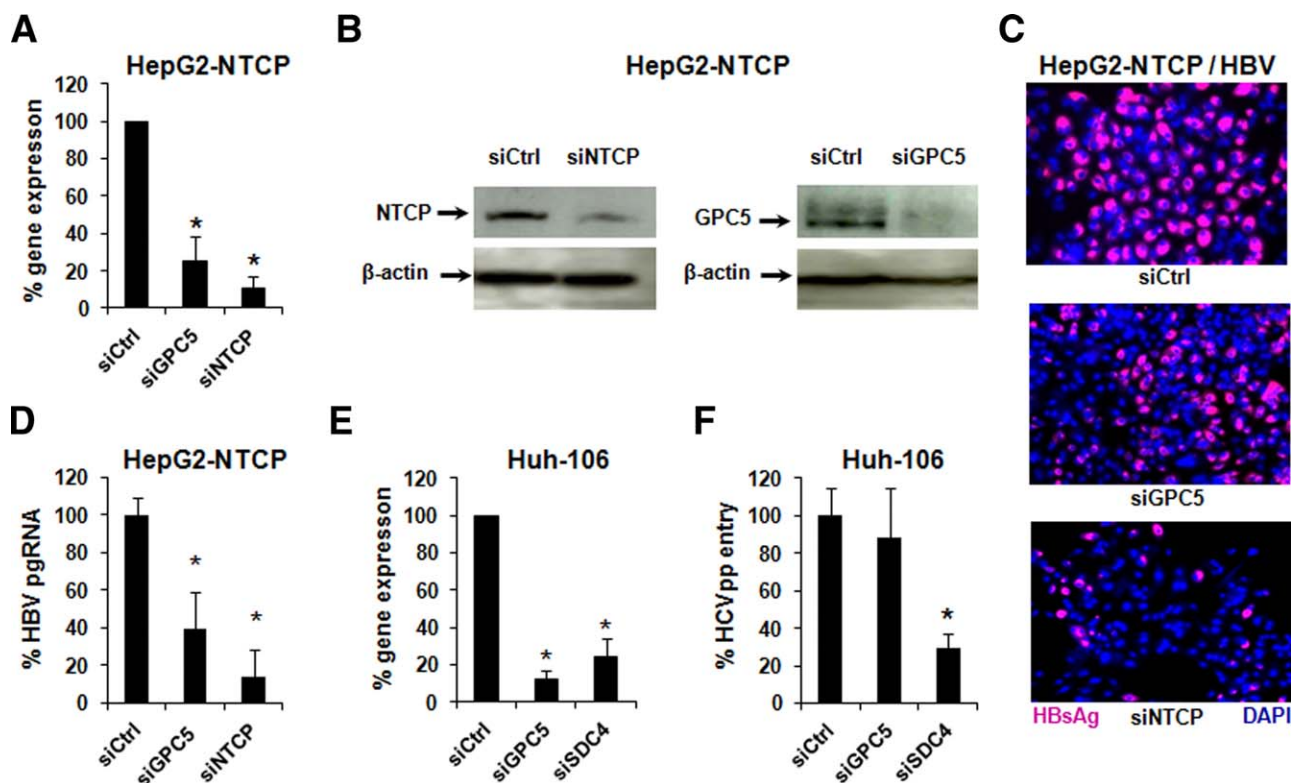 A
HepG2-NTCP
% gene expresson
120
100
80
60
40
20
0
siCtrl
siGPC5
siNTCP
*
*
B
HepG2-NTCP
siCtrl siNTCP
NTCP
β-actin
siCtrl siGPC5
GPC5
β-actin
C
HepG2-NTCP / HBV
siCtrl
siGPC5
HBsAg siNTCP DAPI
D
HepG2-NTCP
% HBV pgRNA
120
100
80
60
40
20
0
siCtrl
siGPC5
siNTCP
*
*
E
Huh-106
% gene expresson
120
100
80
60
40
20
0
siCtrl
siGPC5
siSDC4
*
*
F
Huh-106
% HCVpp entry
120
100
80
60
40
20
0
siCtrl
siGPC5
siSDC4
*